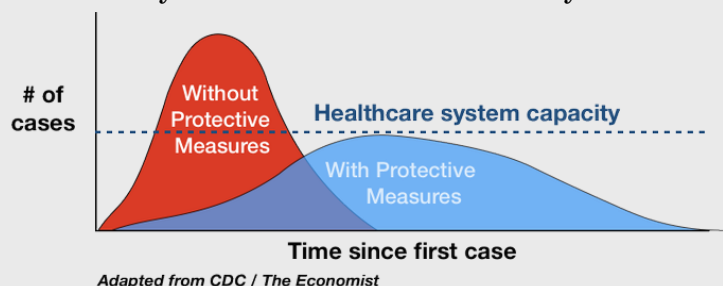 # of
cases
Without
Protective
Measures
Healthcare system capacity
With Protective
Measures
Time since first case
Adapted from CDC / The Economist